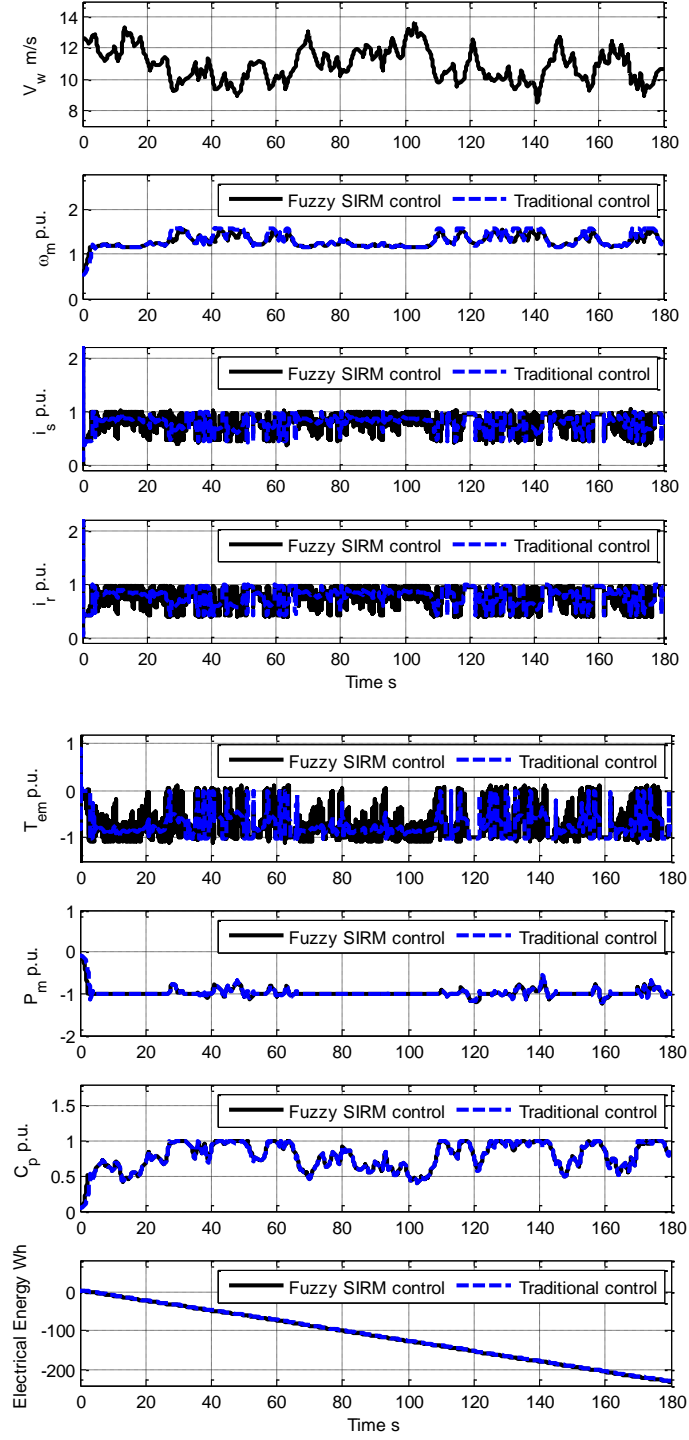 14
12
10
8
V_w m/s
0 20 40 60 80 100 120 140 160 180
Fuzzy SIRM control Traditional control
2
1
0
ω_m p.u.
0 20 40 60 80 100 120 140 160 180
Fuzzy SIRM control Traditional control
2
1
0
i_s p.u.
0 20 40 60 80 100 120 140 160 180
Fuzzy SIRM control Traditional control
2
1
0
i_r p.u.
0 20 40 60 80 100 120 140 160 180
Time s
Fuzzy SIRM control Traditional control
1
0
-1
T_em p.u.
0 20 40 60 80 100 120 140 160 180
Fuzzy SIRM control Traditional control
1
0
-1
-2
P_m p.u.
0 20 40 60 80 100 120 140 160 180
Fuzzy SIRM control Traditional control
1.5
1
0.5
0
C_p p.u.
0 20 40 60 80 100 120 140 160 180
Fuzzy SIRM control Traditional control
0
-100
-200
Electrical Energy Wh
0 20 40 60 80 100 120 140 160 180
Time s